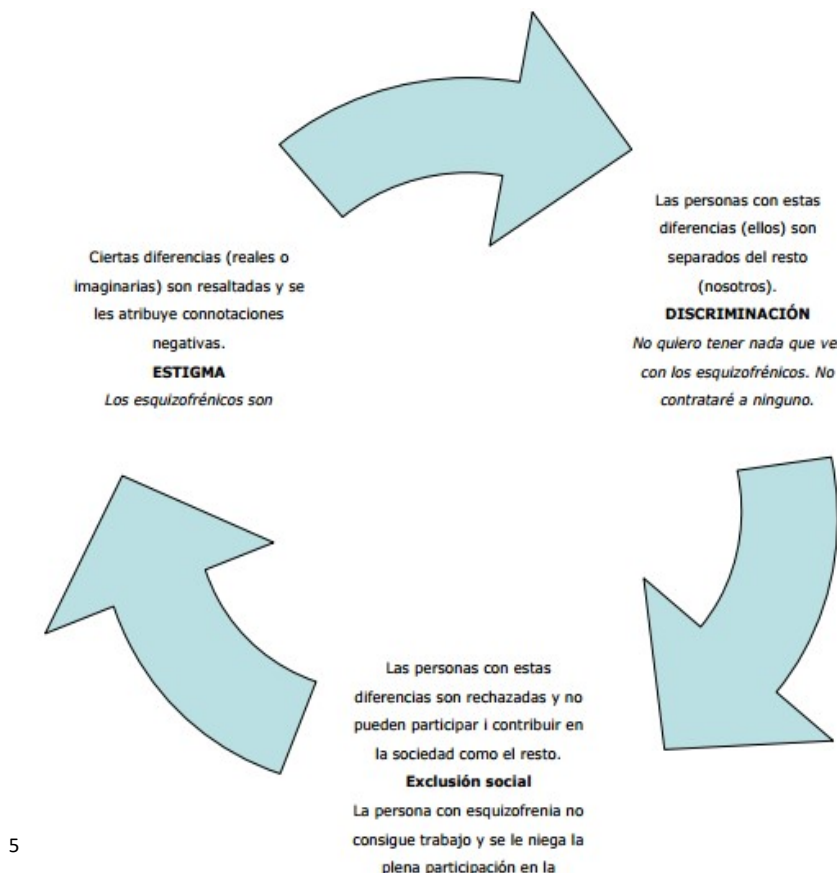 Ciertas diferencias (reales o
imaginarias) son resaltadas y se
les atribuye connotaciones
negativas.
ESTIGMA
Los esquizofrénicos son
Las personas con estas
diferencias (ellos) son
separados del resto
(nosotros).
DISCRIMINACIÓN
No quiero tener nada que ve
con los esquizofrénicos. No
contrataré a ninguno.
Las personas con estas
diferencias son rechazadas y no
pueden participar i contribuir en
la sociedad como el resto.
Exclusión social
La persona con esquizofrenia no
consigue trabajo y se le niega la
plena participación en la
5